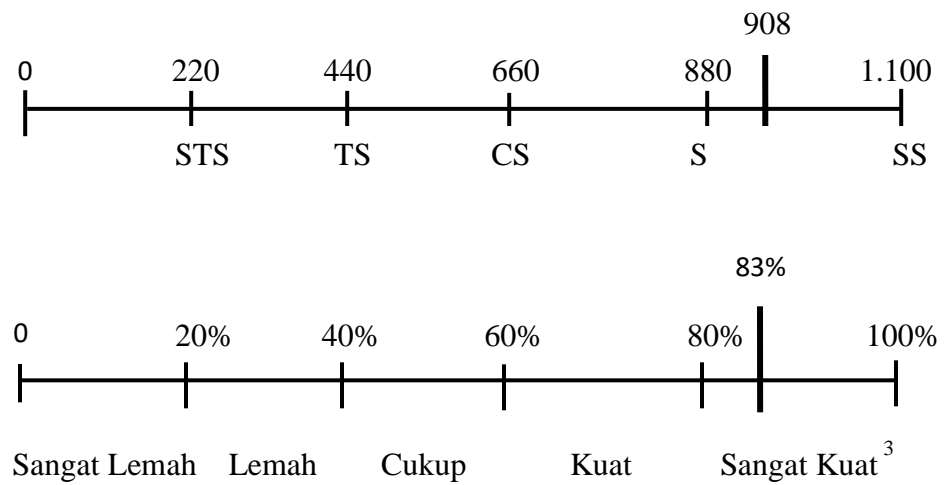 908
0 220 440 660 880 1.100
STS TS CS S SS
83%
0 20% 40% 60% 80% 100%
Sangat Lemah Lemah Cukup Kuat Sangat Kuat 3